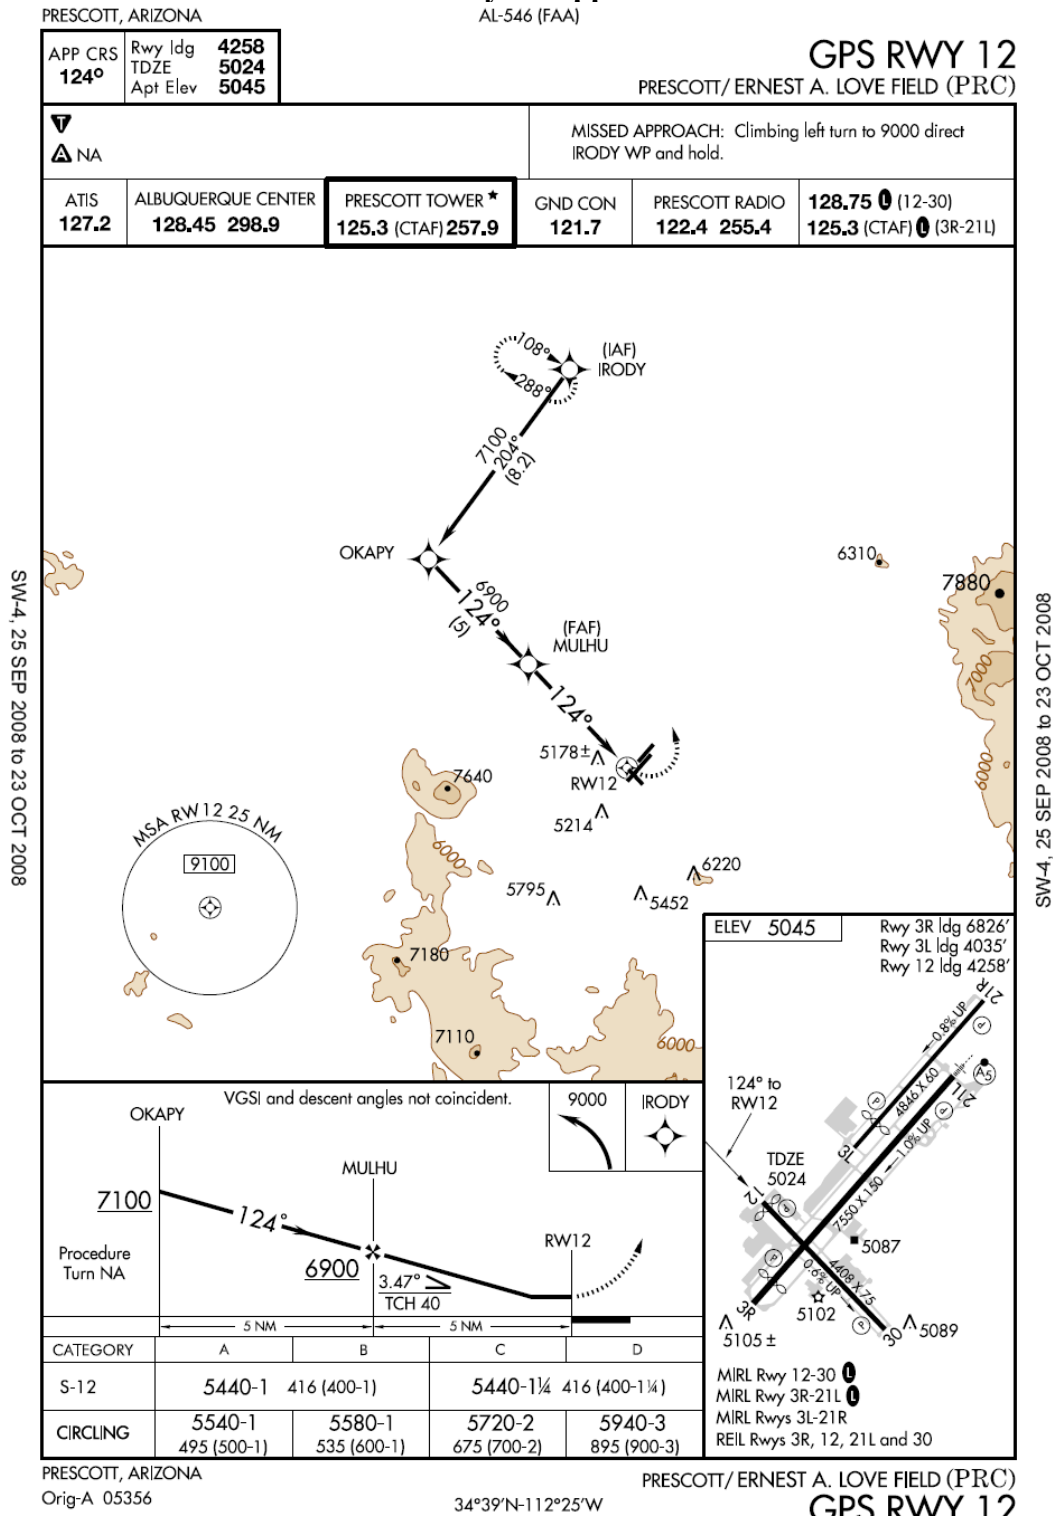 PRESCOTT, ARIZONA
AL-546 (FAA)
APP CRS
124°
Rwy ldg 4258
TDZE 5024
Apt Elev 5045
GPS RWY 12
PRESCOTT/ ERNEST A. LOVE FIELD (PRC)
T
A NA
MISSED APPROACH: Climbing left turn to 9000 direct
IRODY WP and hold.
ATIS
127.2
ALBUQUERQUE CENTER
128.45 298.9
PRESCOTT TOWER★
125.3 (CTAF) 257.9
GND CON
121.7
PRESCOTT RADIO
122.4 255.4
128.75 L (12-30)
125.3 (CTAF) L (3R-21L)
108°
288°
(IAF)
IRODY
7100
204°
(8.2)
OKAPY
6900
124°
(5)
(FAF)
MULHU
124°
6310
7880
7000
6000
5178±
RW12
5214
7640
6000
MSA RW12 25 NM
9100
5795
5452
6220
7180
7110
6000
ELEV 5045
Rwy 3R ldg 6826'
Rwy 3L ldg 4035'
Rwy 12 ldg 4258'
21R
0.8% UP
P
A5
4846 X 60
21L
P
P
1.0% UP
3L
124° to
RW12
TDZE
5024
12
P
7550 X 150
5087
P
4408 X 75
0.6% UP
3R
5102
P
30
5089
5105 ±
MIRL Rwy 12-30 L
MIRL Rwy 3R-21L L
MIRL Rwys 3L-21R
REIL Rwys 3R, 12, 21L and 30
VGSI and descent angles not coincident.
9000
IRODY
OKAPY
MULHU
7100
124°
RW12
Procedure
Turn NA
6900
3.47°
TCH 40
5 NM
5 NM
CATEGORY A B C D
S-12 5440-1 416 (400-1) 5440-1¼ 416 (400-1¼)
CIRCLING 5540-1 5580-1 5720-2 5940-3
495 (500-1) 535 (600-1) 675 (700-2) 895 (900-3)
PRESCOTT, ARIZONA
Orig-A 05356
34°39'N-112°25'W
PRESCOTT/ ERNEST A. LOVE FIELD (PRC)
GPS RWY 12
SW-4, 25 SEP 2008 to 23 OCT 2008
SW-4, 25 SEP 2008 to 23 OCT 2008